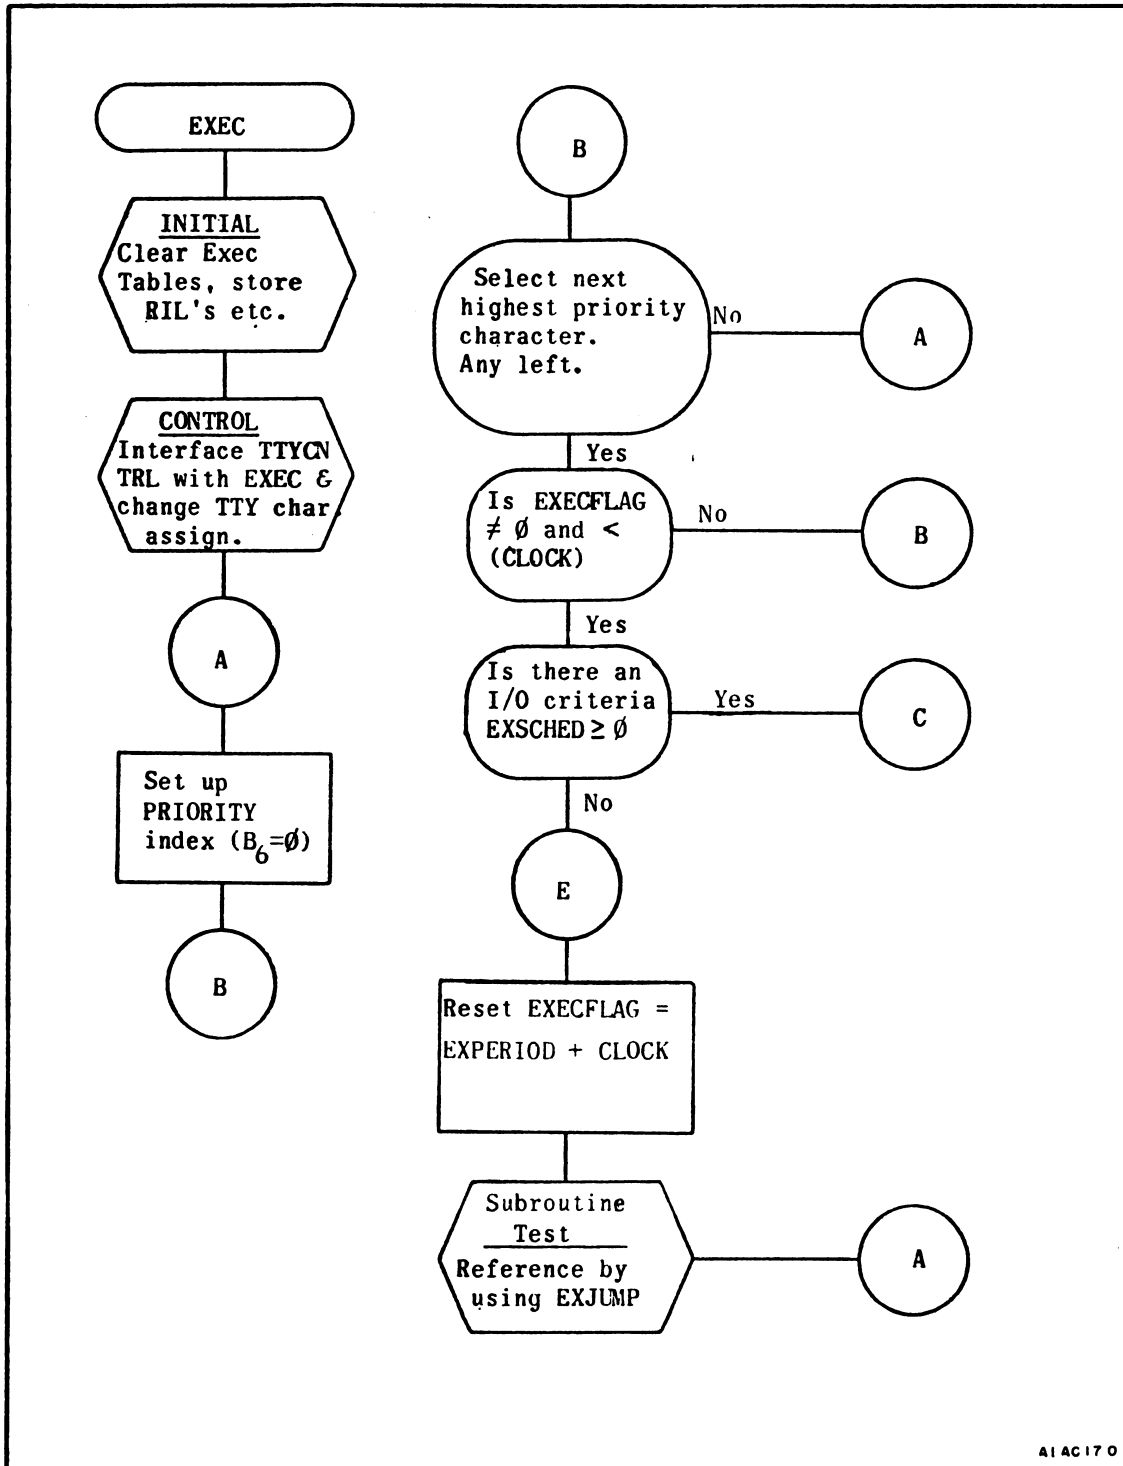 EXEC
INITIAL
Clear Exec
Tables, store
RIL's etc.
CONTROL
Interface TTYCN
TRL with EXEC &
change TTY char.
assign.
A
Set up
PRIORITY
index (B6=Ø)
B
B
Select next
highest priority
character.
Any left.
No
A
Yes
Is EXECFLAG
≠ Ø and <
(CLOCK)
No
B
Yes
Is there an
I/O criteria
EXSCHED ≥ Ø
Yes
C
No
E
Reset EXECFLAG =
EXPERIOD + CLOCK
Subroutine
Test
Reference by
using EXJUMP
A
A1AC170